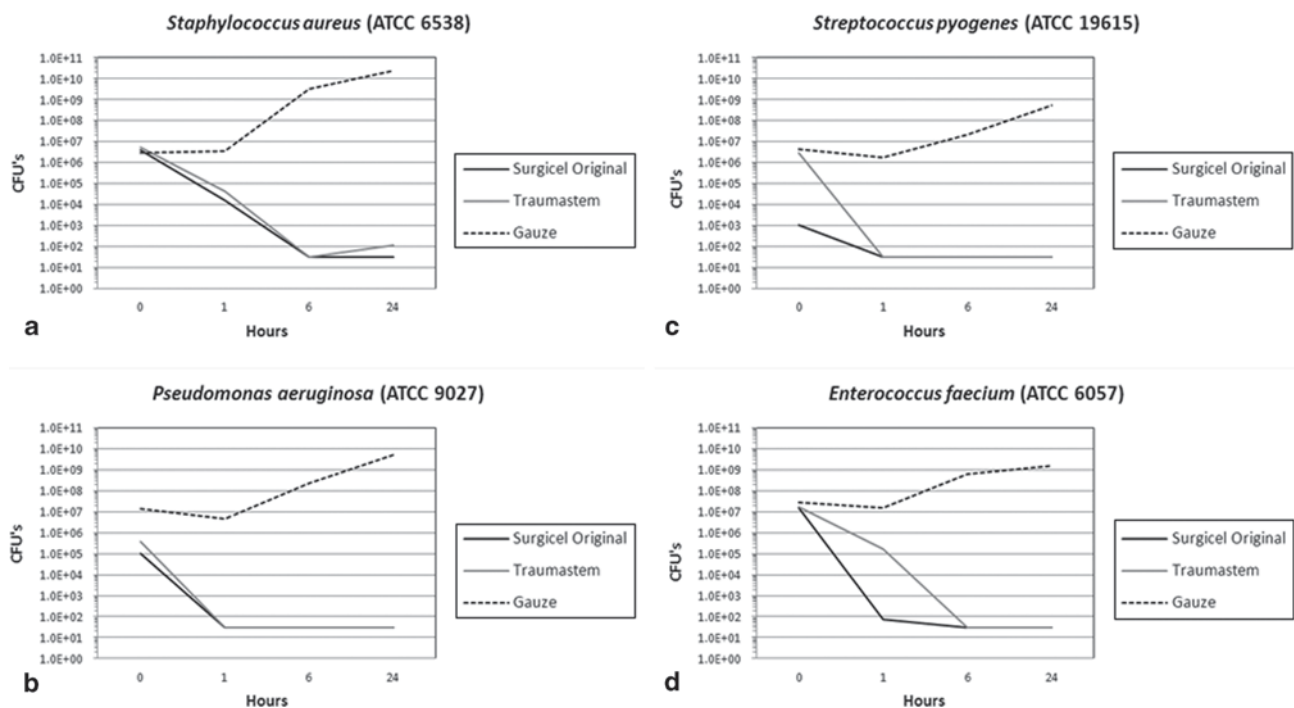 Staphylococcus aureus (ATCC 6538)
CFU's
1.0E+11
1.0E+10
1.0E+09
1.0E+08
1.0E+07
1.0E+06
1.0E+05
1.0E+04
1.0E+03
1.0E+02
1.0E+01
1.0E+00
0 1 6 24
Hours
Surgicel Original
Traumastem
Gauze
a
Streptococcus pyogenes (ATCC 19615)
CFU's
1.0E+11
1.0E+10
1.0E+09
1.0E+08
1.0E+07
1.0E+06
1.0E+05
1.0E+04
1.0E+03
1.0E+02
1.0E+01
1.0E+00
0 1 6 24
Hours
Surgicel Original
Traumastem
Gauze
c
Pseudomonas aeruginosa (ATCC 9027)
CFU's
1.0E+11
1.0E+10
1.0E+09
1.0E+08
1.0E+07
1.0E+06
1.0E+05
1.0E+04
1.0E+03
1.0E+02
1.0E+01
1.0E+00
0 1 6 24
Hours
Surgicel Original
Traumastem
Gauze
b
Enterococcus faecium (ATCC 6057)
CFU's
1.0E+11
1.0E+10
1.0E+09
1.0E+08
1.0E+07
1.0E+06
1.0E+05
1.0E+04
1.0E+03
1.0E+02
1.0E+01
1.0E+00
0 1 6 24
Hours
Surgicel Original
Traumastem
Gauze
d